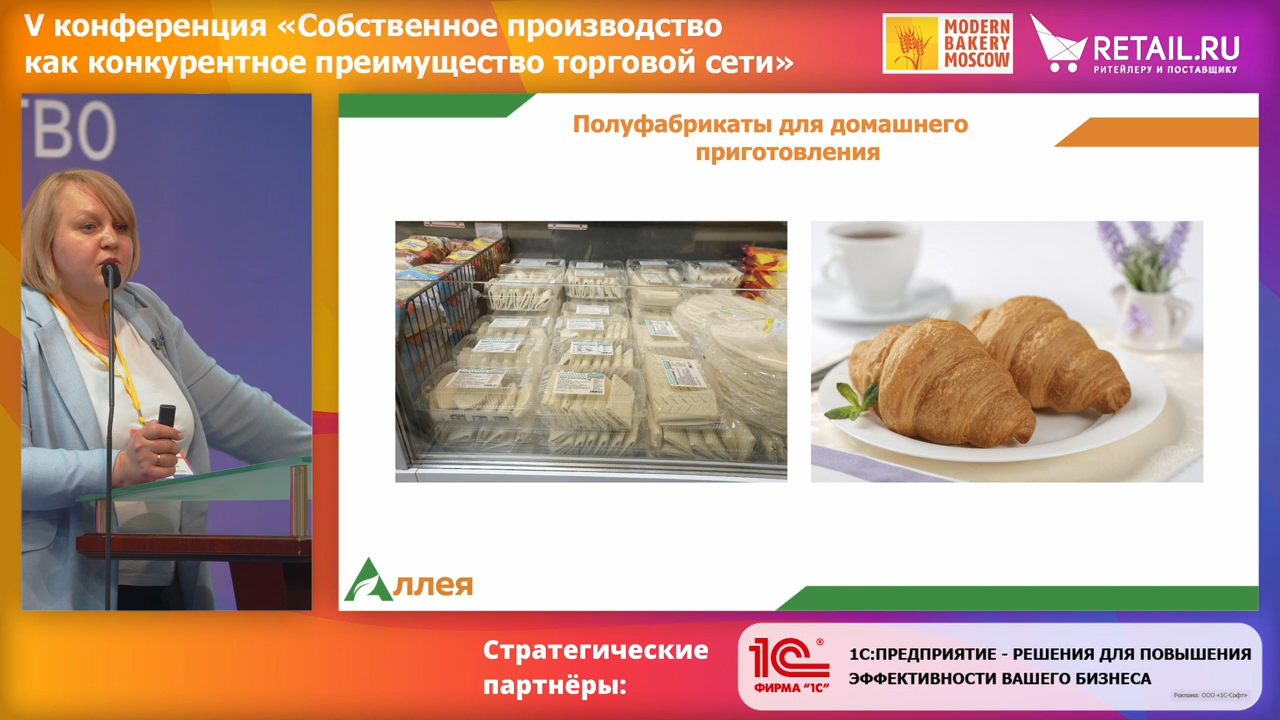 V конференция «Собственное производство
как конкурентное преимущество торговой сети»
MODERN
BAKERY
MOSCOW
RETAIL.RU
РИТЕЙЛЕРУ И ПОСТАВЩИКУ
ТВО
Полуфабрикаты для домашнего
приготовления
Аллея
Стратегические
партнёры:
1С®
ФИРМА "1С"
1С:ПРЕДПРИЯТИЕ - РЕШЕНИЯ ДЛЯ ПОВЫШЕНИЯ
ЭФФЕКТИВНОСТИ ВАШЕГО БИЗНЕСА
Реклама: ООО «1С-Софт»